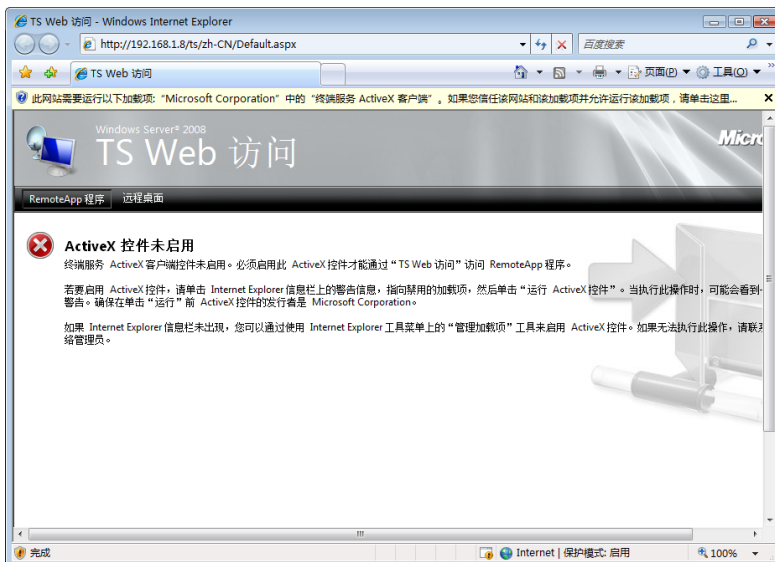 TS Web 访问 - Windows Internet Explorer
http://192.168.1.8/ts/zh-CN/Default.aspx
百度搜索
TS Web 访问
页面(P)
工具(O)
此网站需要运行以下加载项: “Microsoft Corporation” 中的 “终端服务 ActiveX 客户端” 。如果您信任该网站和该加载项并允许运行该加载项，请单击这里...
Windows Server® 2008
TS Web 访问
Micro
RemoteApp 程序 远程桌面
ActiveX 控件未启用
终端服务 ActiveX 客户端控件未启用。必须启用此 ActiveX 控件才能通过“TS Web 访问”访问 RemoteApp 程序。
若要启用 ActiveX 控件，请单击 Internet Explorer 信息栏上的警告信息，指向禁用的加载项，然后单击“运行 ActiveX 控件”。当执行此操作时，可能会看到
警告。确保在单击“运行”前 ActiveX 控件的发行者是 Microsoft Corporation。
如果 Internet Explorer 信息栏未出现，您可以通过使用 Internet Explorer 工具菜单上的“管理加载项”工具来启用 ActiveX 控件。如果无法执行此操作，请联
络管理员。
完成
Internet | 保护模式: 启用
100%